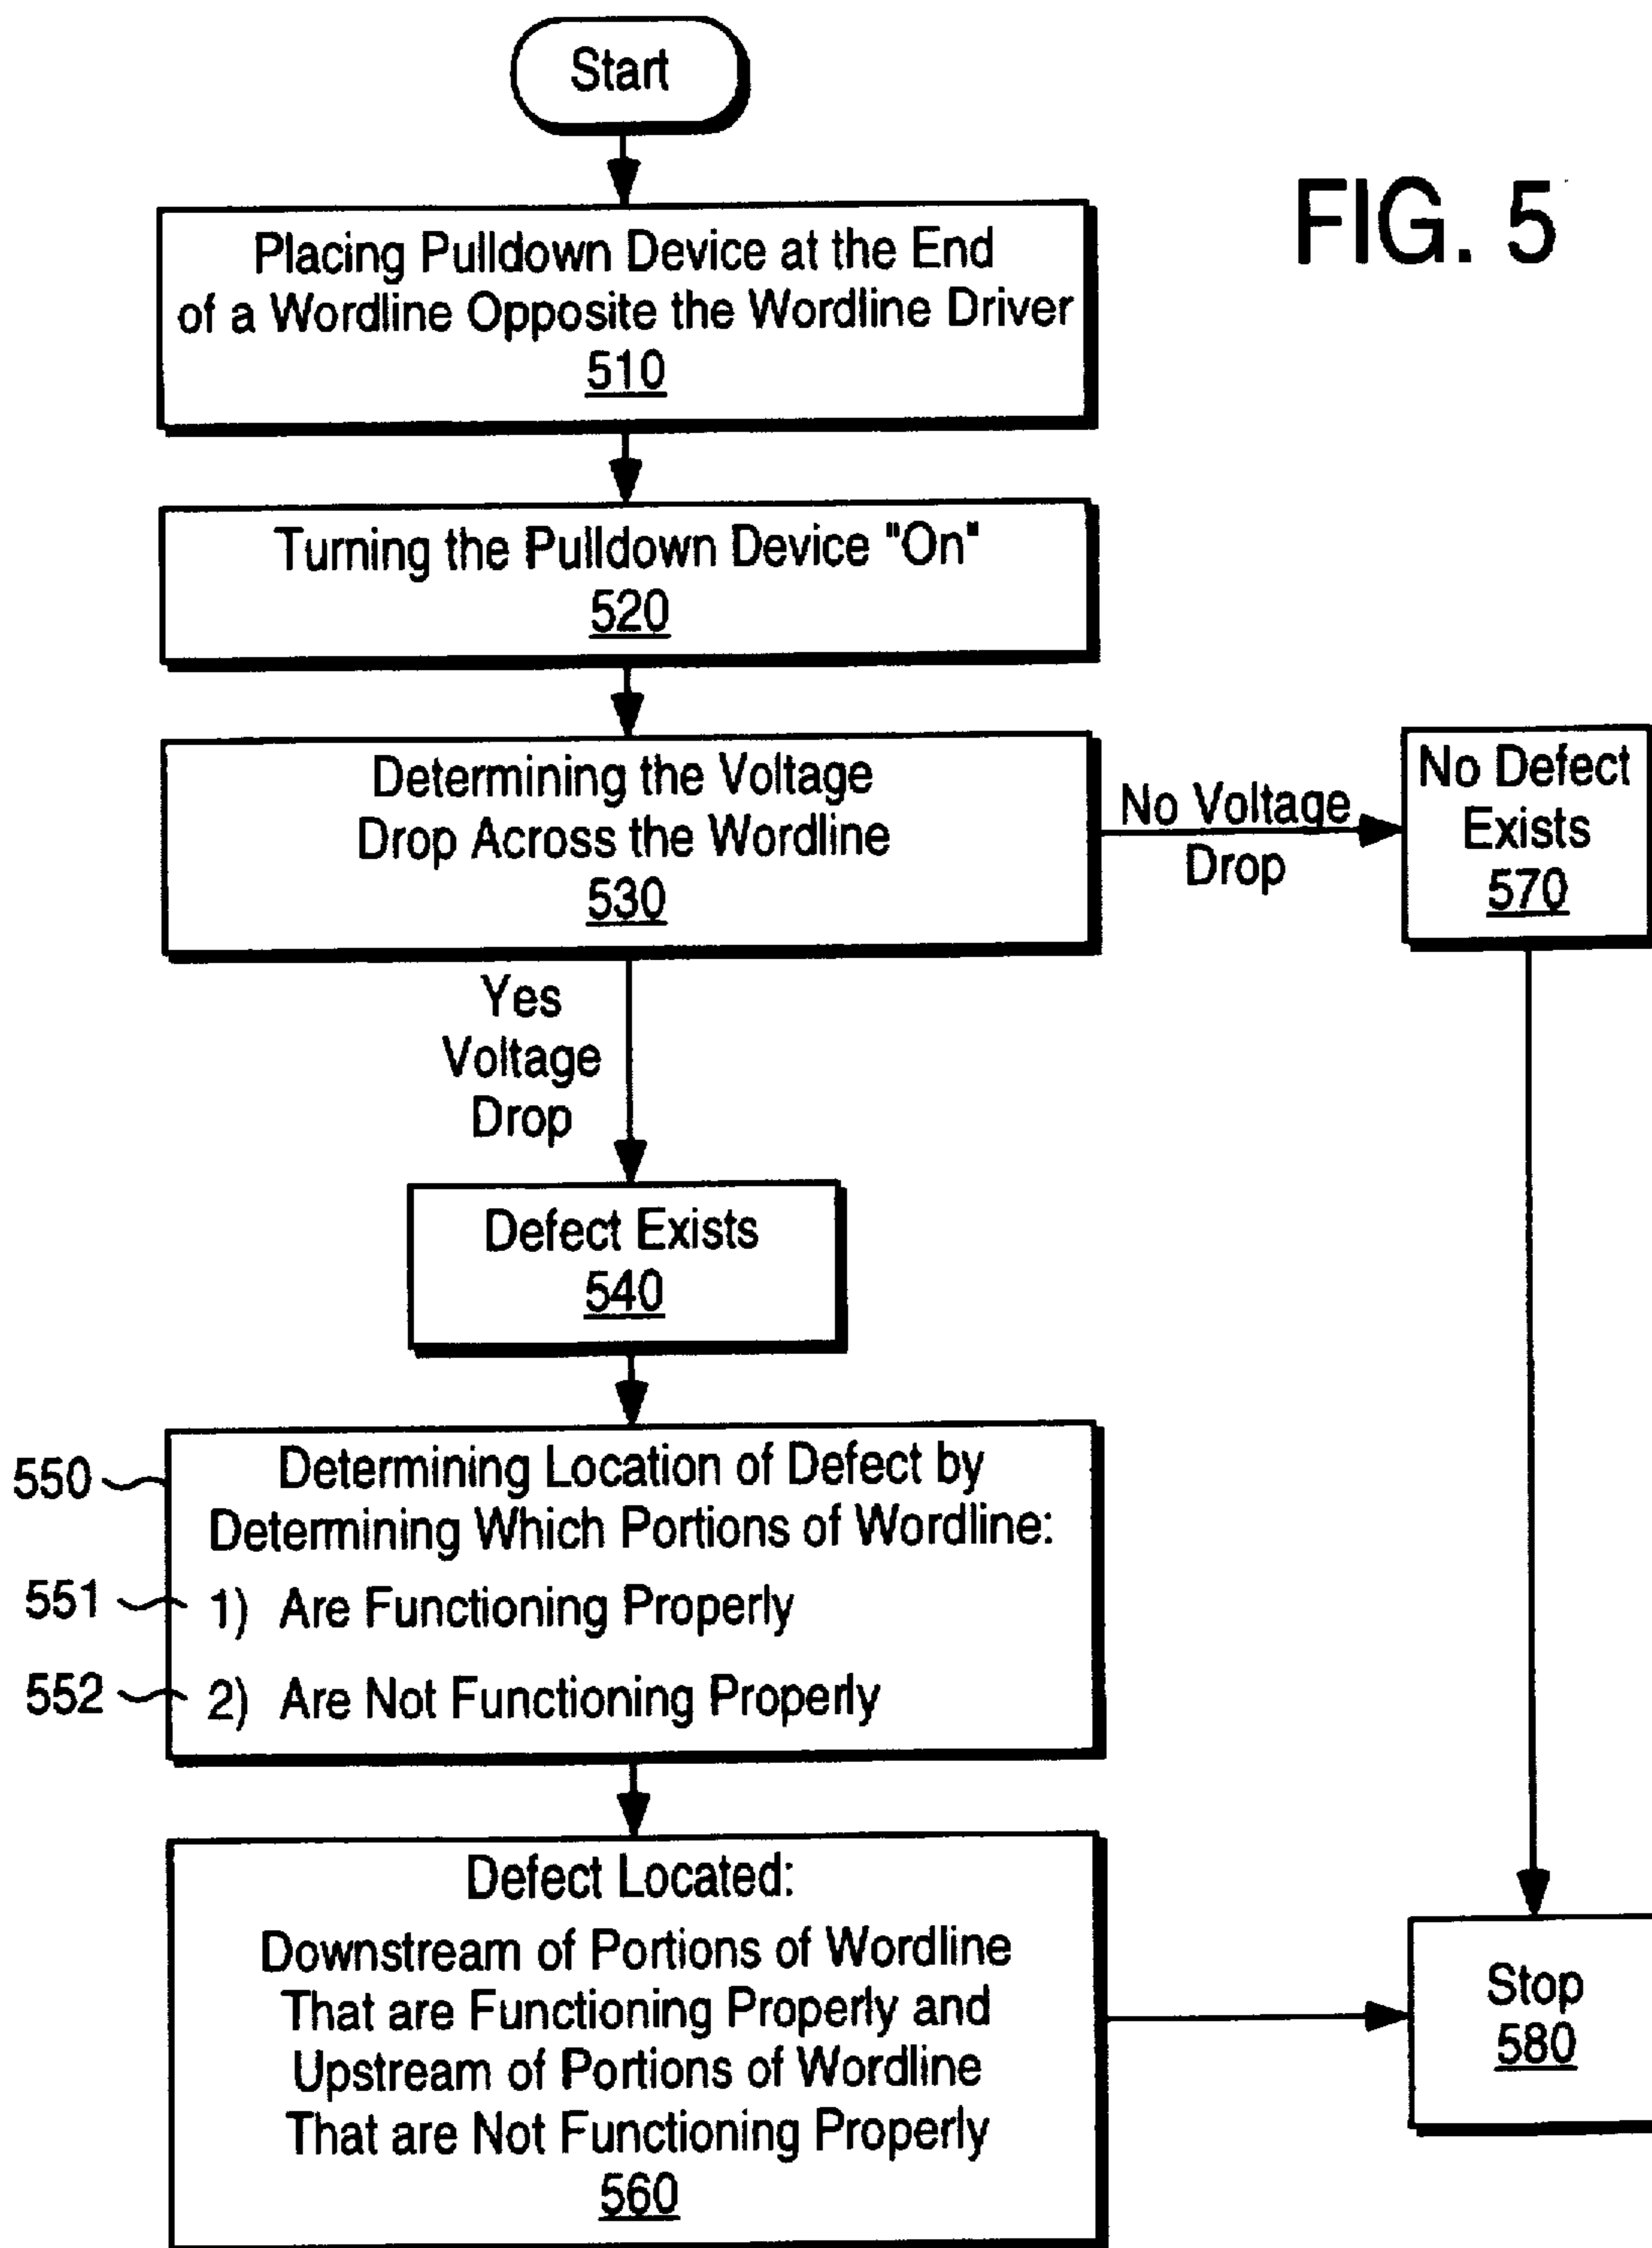 Start
FIG. 5
Placing Pulldown Device at the End
of a Wordline Opposite the Wordline Driver
510
Turning the Pulldown Device "On"
520
Determining the Voltage
Drop Across the Wordline
530
No Voltage
Drop
No Defect
Exists
570
Yes
Voltage
Drop
Defect Exists
540
550
Determining Location of Defect by
Determining Which Portions of Wordline:
551
1) Are Functioning Properly
552
2) Are Not Functioning Properly
Defect Located:
Downstream of Portions of Wordline
That are Functioning Properly and
Upstream of Portions of Wordline
That are Not Functioning Properly
560
Stop
580